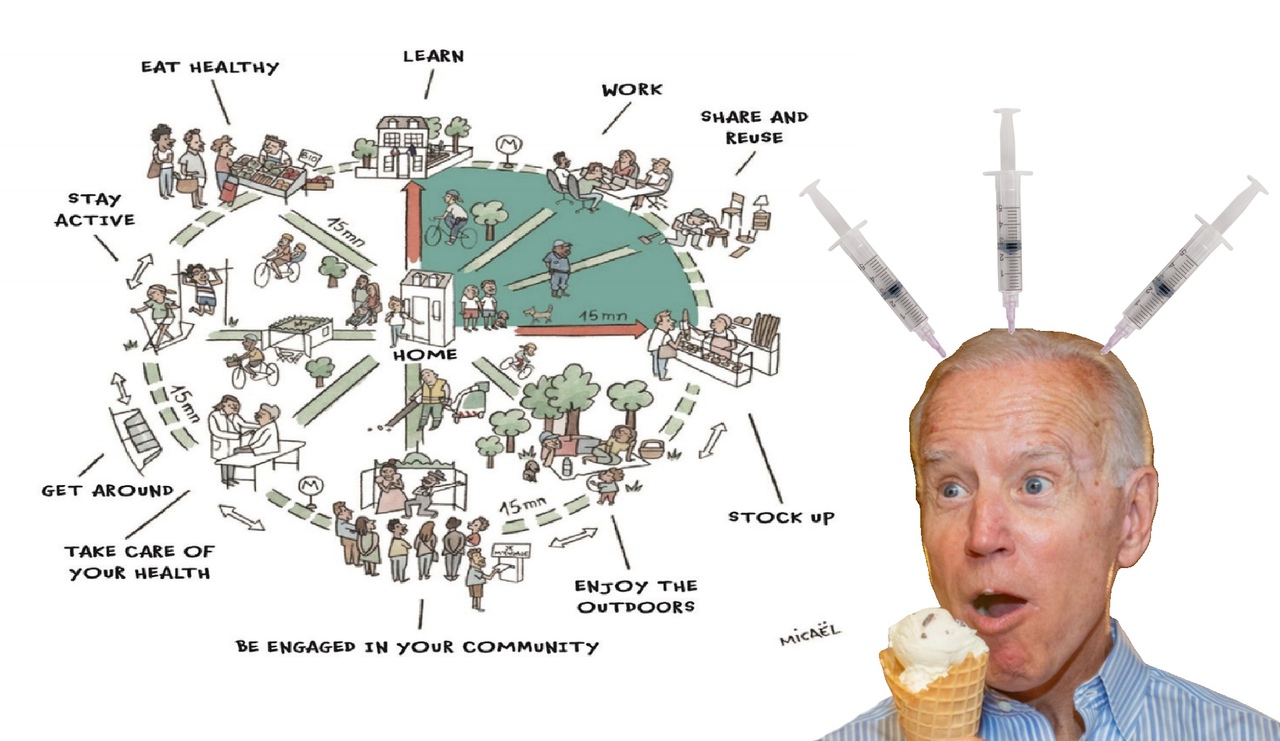 LEARN
EAT HEALTHY
WORK
SHARE AND
REUSE
M
BIO
STAY
ACTIVE
15mn
15mn
HOME
15mn
GET AROUND
M
15mn
STOCK UP
TAKE CARE OF
YOUR HEALTH
ENJOY THE
OUTDOORS
MICAËL
BE ENGAGED IN YOUR COMMUNITY